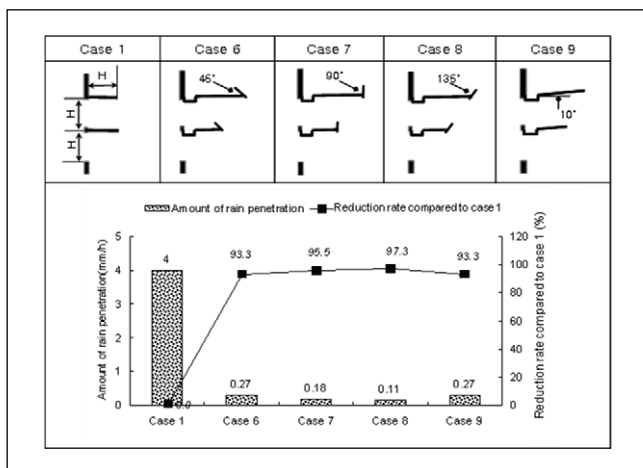 Case 1 Case 6 Case 7 Case 8 Case 9
H 45° 90° 135°
H
H 10°
Amount of rain penetration Reduction rate compared to case 1
Amount of rain penetration(mm/h)
Reduction rate compared to case 1 (%)
5 120
4 93.3 95.5 97.3 93.3
4 100
80
3
60
2
40
1 0.27 0.18 0.11 0.27
20
0 0.0 0
Case 1 Case 6 Case 7 Case 8 Case 9